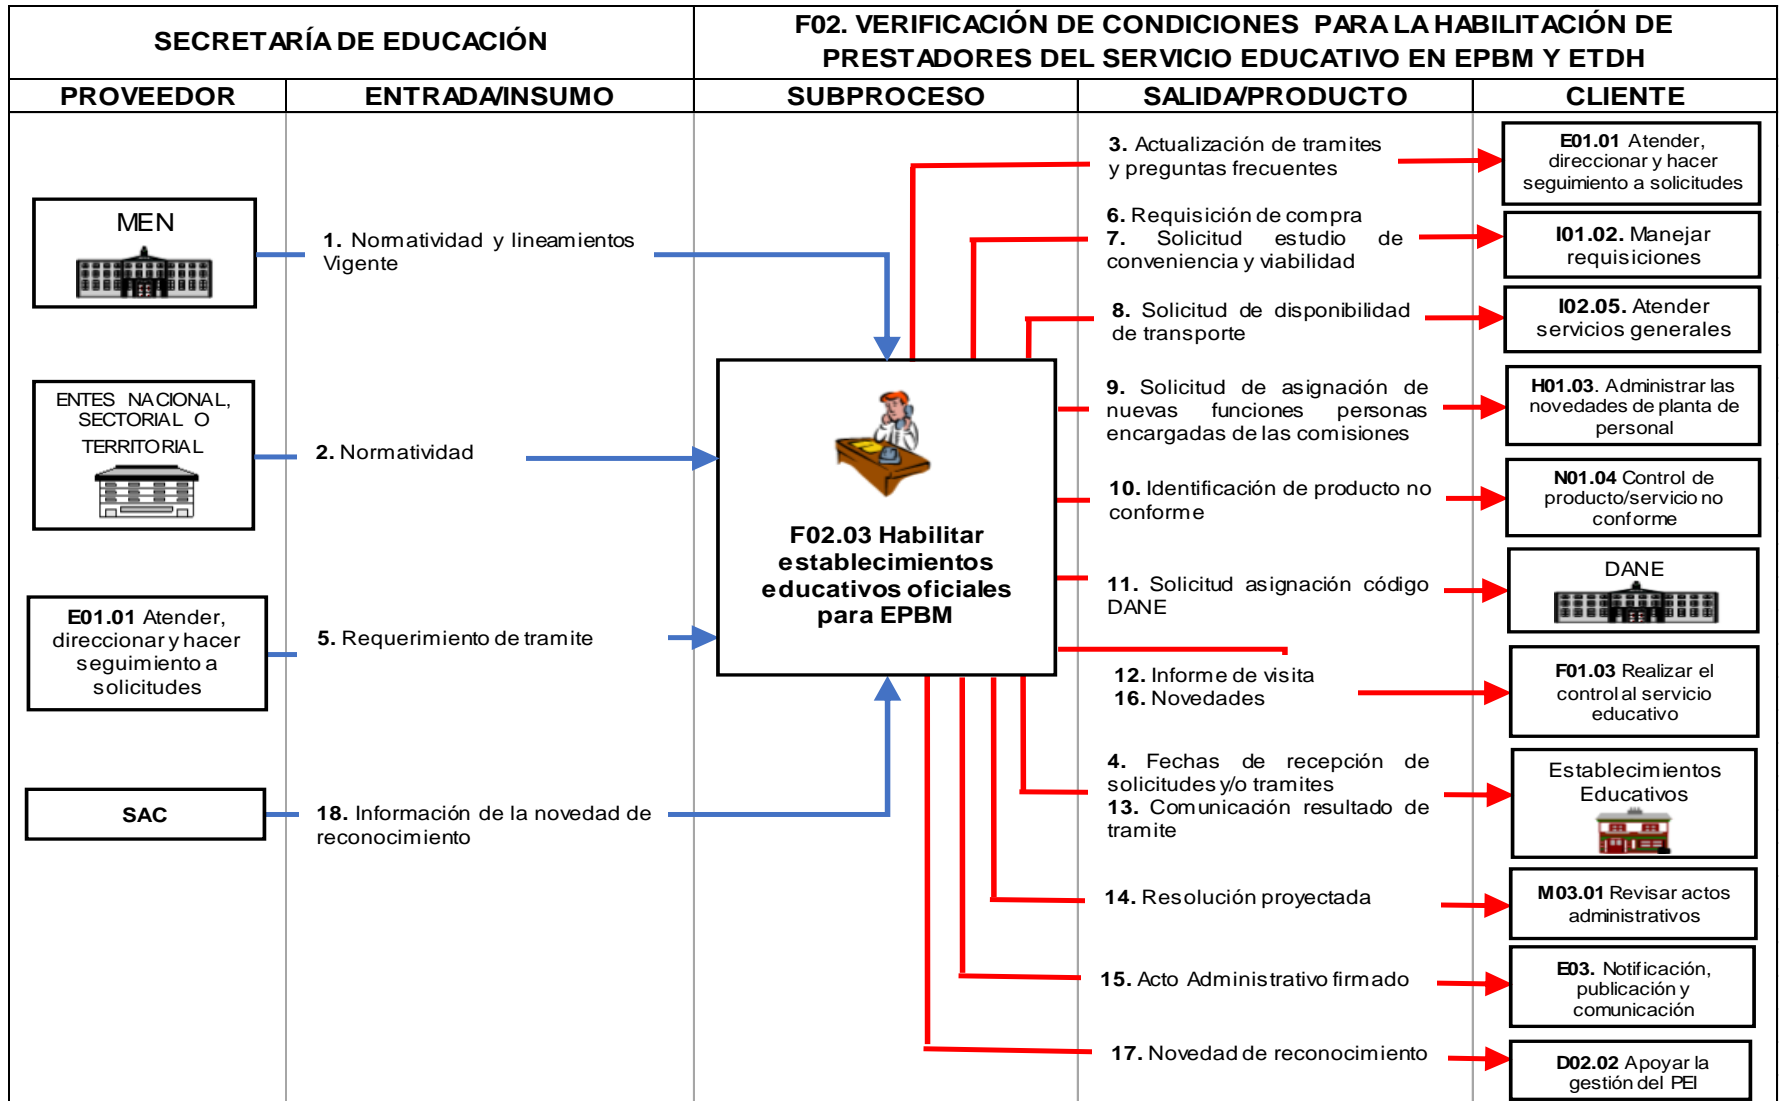 SECRETARÍA DE EDUCACIÓN
F02. VERIFICACIÓN DE CONDICIONES PARA LA HABILITACIÓN DE
PRESTADORES DEL SERVICIO EDUCATIVO EN EPBM Y ETDH
PROVEEDOR
ENTRADA/INSUMO
SUBPROCESO
SALIDA/PRODUCTO
CLIENTE
MEN
ENTES NACIONAL,
SECTORIAL O
TERRITORIAL
E01.01 Atender,
direccionar y hacer
seguimiento a
solicitudes
SAC
1. Normatividad y lineamientos
Vigente
2. Normatividad
5. Requerimiento de tramite
18. Información de la novedad de
reconocimiento
F02.03 Habilitar
establecimientos
educativos oficiales
para EPBM
3. Actualización de tramites
y preguntas frecuentes
6. Requisición de compra
7. Solicitud estudio de
conveniencia y viabilidad
8. Solicitud de disponibilidad
de transporte
9. Solicitud de asignación de
nuevas funciones personas
encargadas de las comisiones
10. Identificación de producto no
conforme
11. Solicitud asignación código
DANE
12. Informe de visita
16. Novedades
4. Fechas de recepción de
solicitudes y/o tramites
13. Comunicación resultado de
tramite
14. Resolución proyectada
15. Acto Administrativo firmado
17. Novedad de reconocimiento
E01.01 Atender,
direccionar y hacer
seguimiento a solicitudes
I01.02. Manejar
requisiciones
I02.05. Atender
servicios generales
H01.03. Administrar las
novedades de planta de
personal
N01.04 Control de
producto/servicio no
conforme
DANE
F01.03 Realizar el
control al servicio
educativo
Establecimientos
Educativos
M03.01 Revisar actos
administrativos
E03. Notificación,
publicación y
comunicación
D02.02 Apoyar la
gestión del PEI